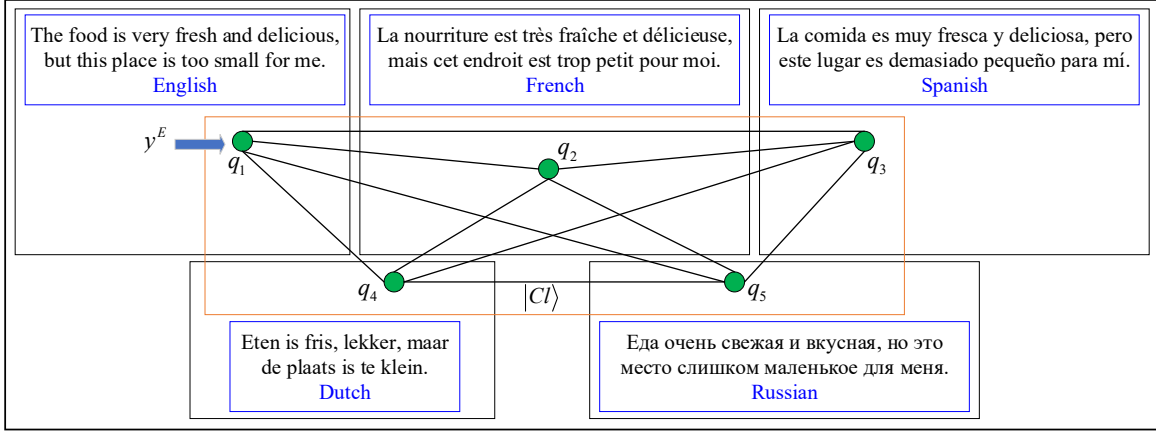 The food is very fresh and delicious,
but this place is too small for me.
English
La nourriture est très fraîche et délicieuse,
mais cet endroit est trop petit pour moi.
French
La comida es muy fresca y deliciosa, pero
este lugar es demasiado pequeño para mí.
Spanish
y^E
q_1
q_2
q_3
q_4
|Cl⟩
q_5
Eten is fris, lekker, maar
de plaats is te klein.
Dutch
Еда очень свежая и вкусная, но это
место слишком маленькое для меня.
Russian